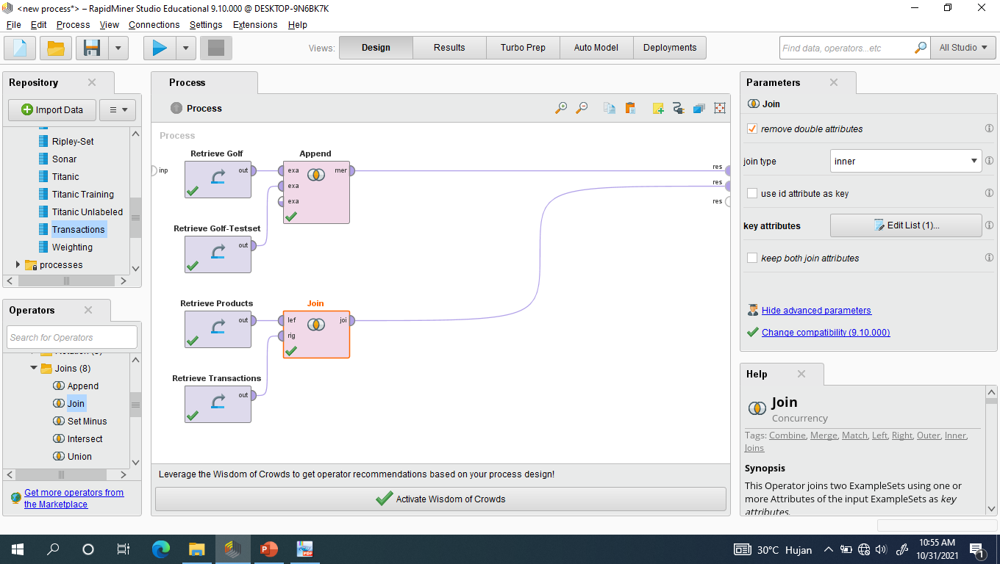 <new process*> – RapidMiner Studio Educational 9.10.000 @ DESKTOP-9N6BK7K
File Edit Process View Connections Settings Extensions Help
Views: Design Results Turbo Prep Auto Model Deployments
Find data, operators...etc
All Studio
Repository
Import Data
Ripley-Set
Sonar
Titanic
Titanic Training
Titanic Unlabeled
Transactions
Weighting
processes
Operators
Search for Operators
Joins (8)
Append
Join
Set Minus
Intersect
Union
Get more operators from
the Marketplace
Process
Process
Process
inp
Retrieve Golf
out
Append
exa
mer
exa
exa
Retrieve Golf-Testset
out
Retrieve Products
out
Join
lef
joi
rig
Retrieve Transactions
out
res
res
res
Leverage the Wisdom of Crowds to get operator recommendations based on your process design!
Activate Wisdom of Crowds
Parameters
Join
remove double attributes
join type
inner
use id attribute as key
key attributes
Edit List (1)...
keep both join attributes
Hide advanced parameters
Change compatibility (9.10.000)
Help
Join
Concurrency
Tags: Combine, Merge, Match, Left, Right, Outer, Inner,
Joins
Synopsis
This Operator joins two ExampleSets using one or
more Attributes of the input ExampleSets as key
attributes.
30°C Hujan
10:55 AM
10/31/2021
1